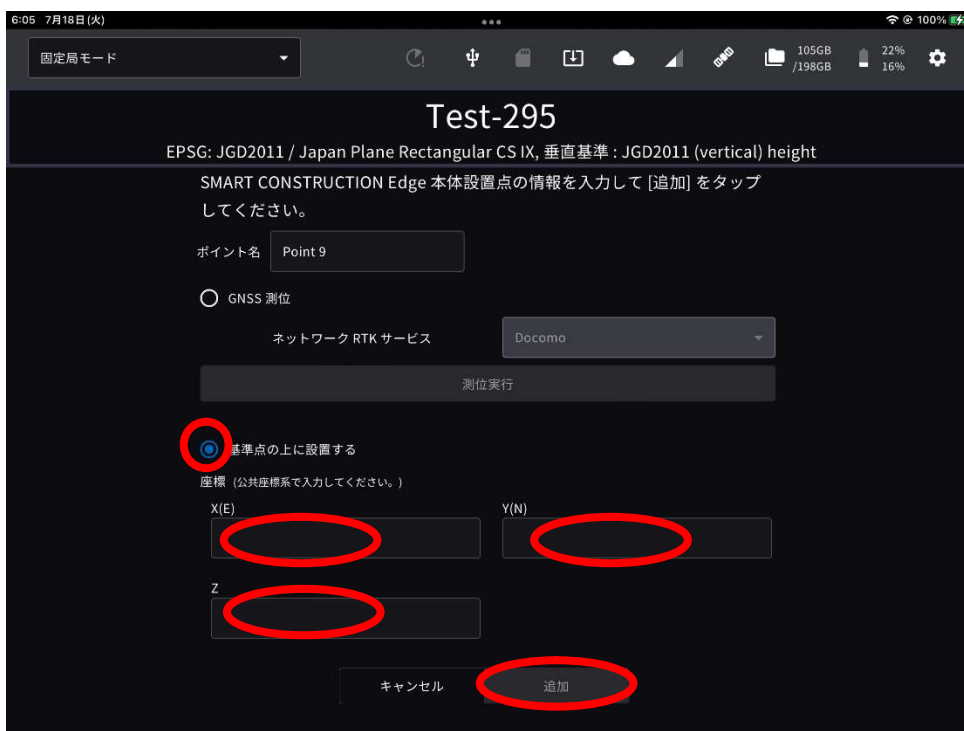 6:05 7月18日(火)
100%
固定局モード
105GB
/198GB
22%
16%
Test-295
EPSG: JGD2011 / Japan Plane Rectangular CS IX, 垂直基準 : JGD2011 (vertical) height
SMART CONSTRUCTION Edge 本体設置点の情報を入力して [追加] をタップ
してください。
ポイント名 Point 9
GNSS 測位
ネットワーク RTK サービス Docomo
測位実行
基準点の上に設置する
座標 (公共座標系で入力してください。)
X(E) Y(N)
Z
キャンセル 追加